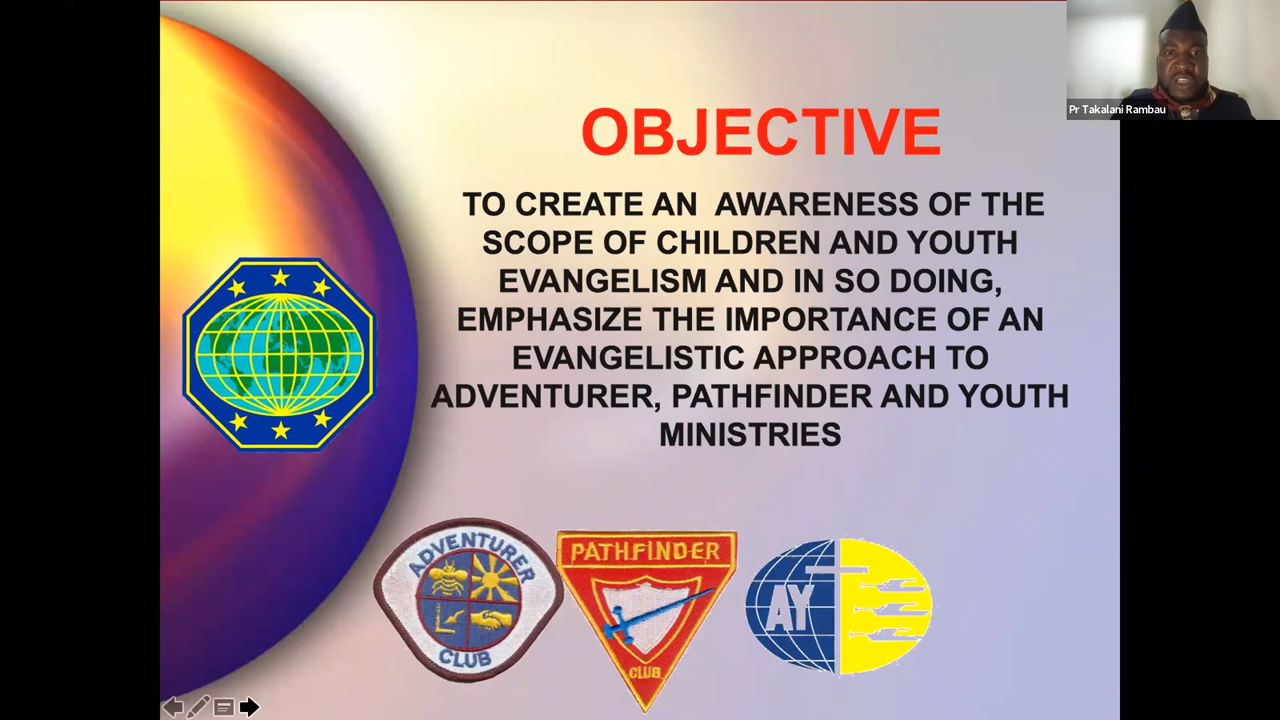 Pr Takalani Rambau
OBJECTIVE
TO CREATE AN  AWARENESS OF THE
SCOPE OF CHILDREN AND YOUTH
EVANGELISM AND IN SO DOING,
EMPHASIZE THE IMPORTANCE OF AN
EVANGELISTIC APPROACH TO
ADVENTURER, PATHFINDER AND YOUTH
MINISTRIES
ADVENTURER
CLUB
PATHFINDER
CLUB
AY